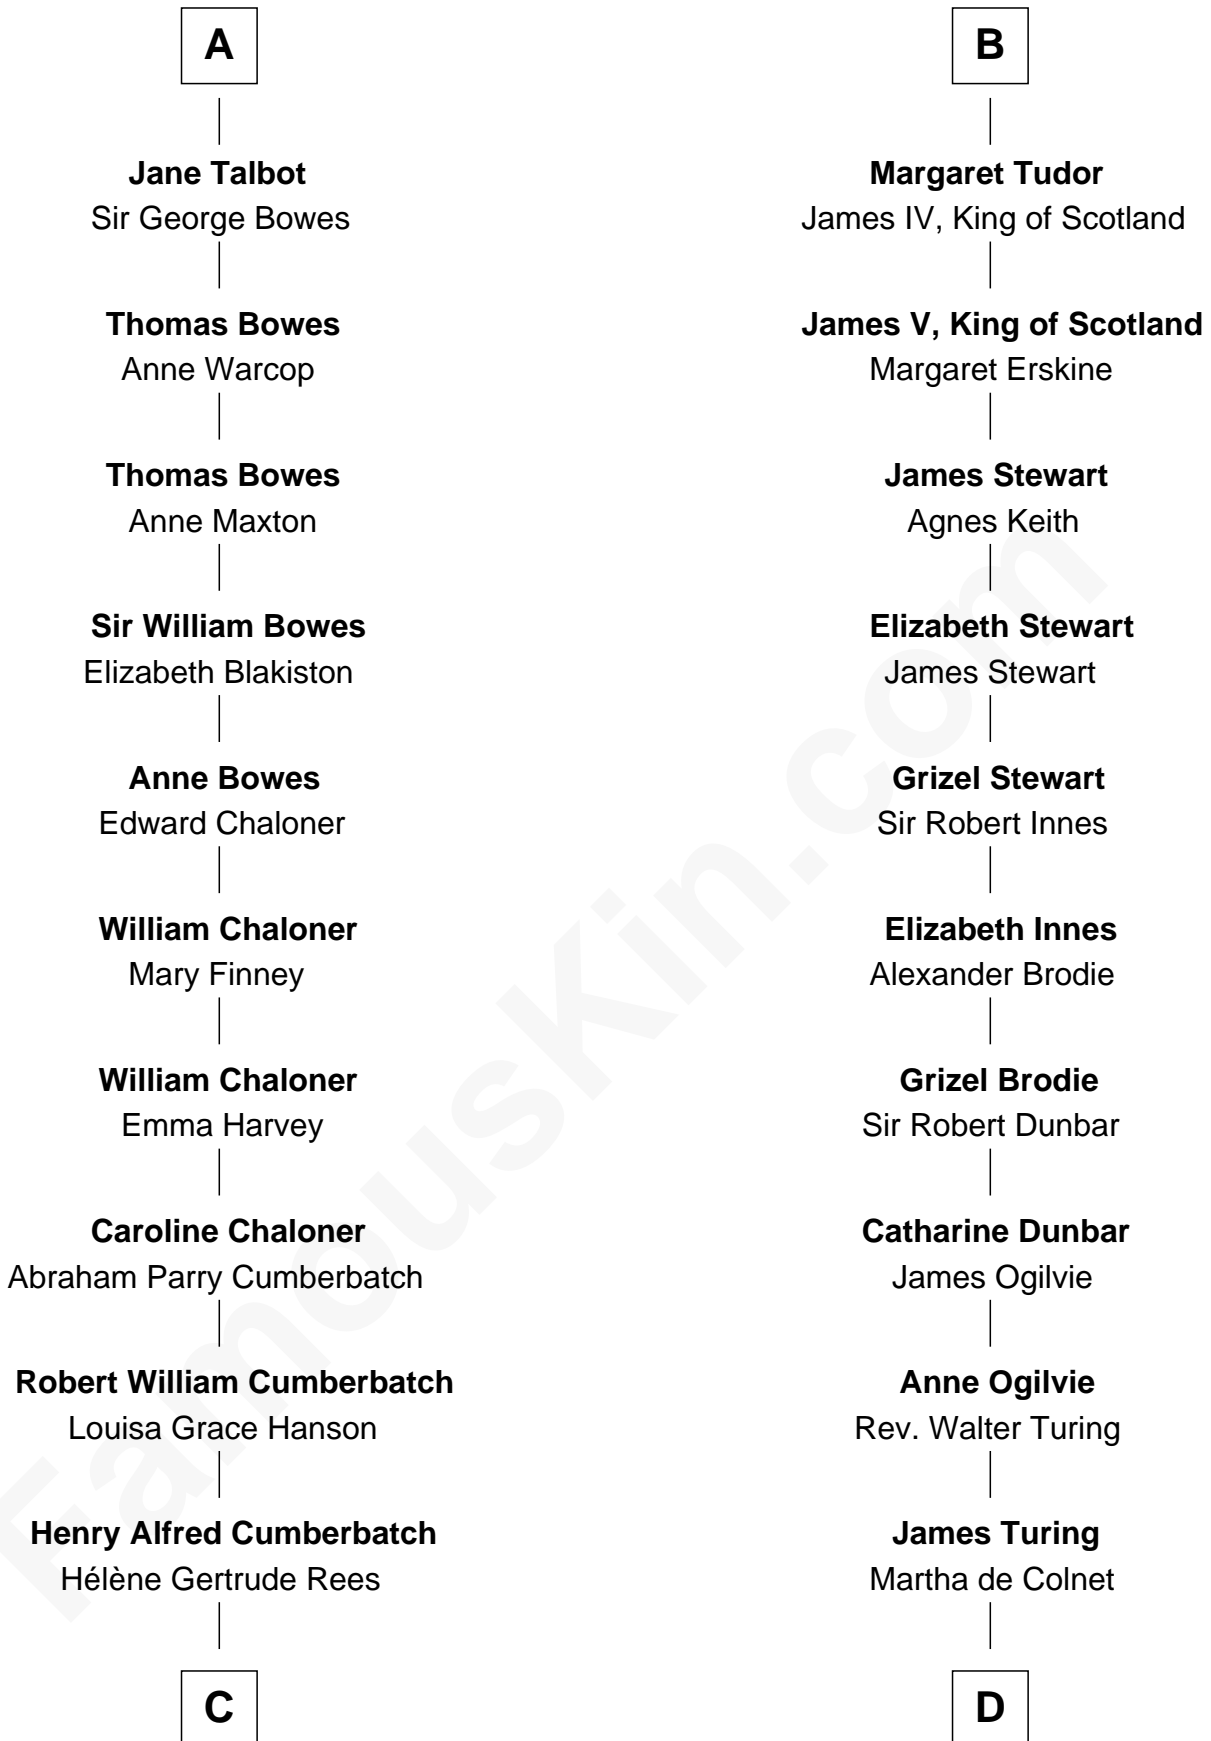 A
Jane Talbot
Sir George Bowes
Thomas Bowes
Anne Warcop
Thomas Bowes
Anne Maxton
Sir William Bowes
Elizabeth Blakiston
Anne Bowes
Edward Chaloner
William Chaloner
Mary Finney
William Chaloner
Emma Harvey
Caroline Chaloner
Abraham Parry Cumberbatch
Robert William Cumberbatch
Louisa Grace Hanson
Henry Alfred Cumberbatch
Hélène Gertrude Rees
C
B
Margaret Tudor
James IV, King of Scotland
James V, King of Scotland
Margaret Erskine
James Stewart
Agnes Keith
Elizabeth Stewart
James Stewart
Grizel Stewart
Sir Robert Innes
Elizabeth Innes
Alexander Brodie
Grizel Brodie
Sir Robert Dunbar
Catharine Dunbar
James Ogilvie
Anne Ogilvie
Rev. Walter Turing
James Turing
Martha de Colnet
D
FamousKin.com